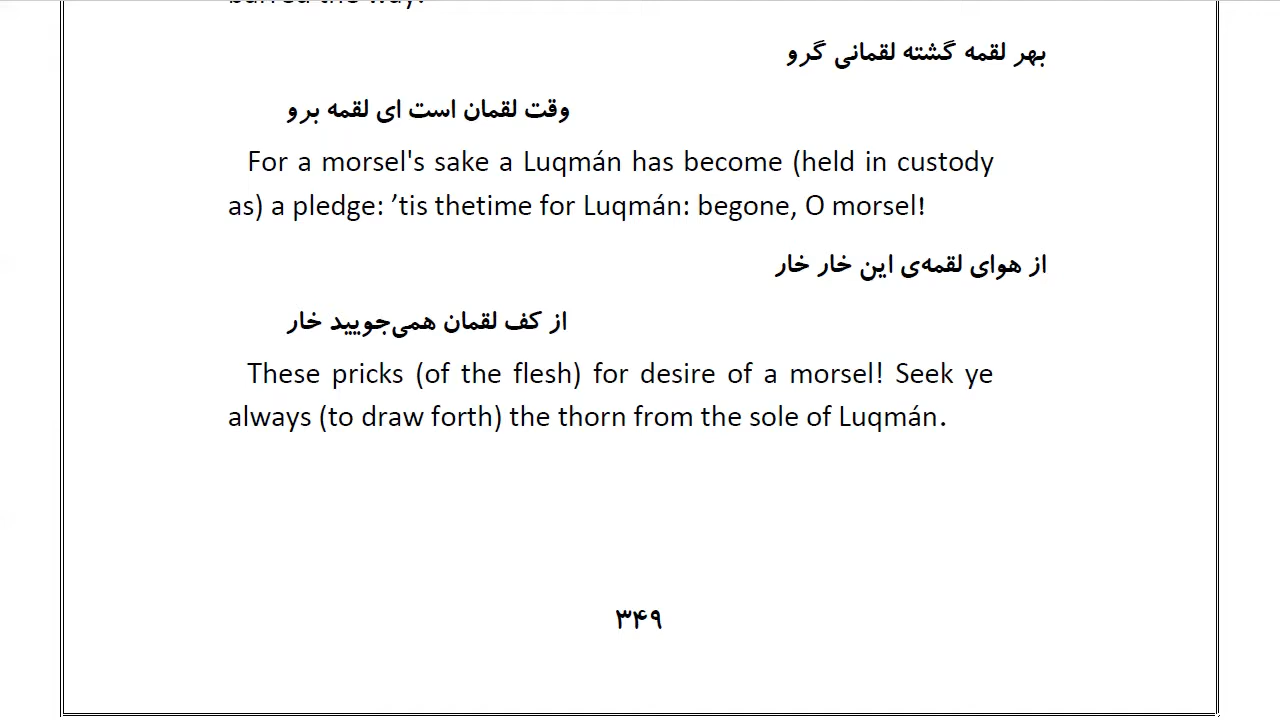 barred the way.
بهر لقمه گشته لقمانی گرو
وقت لقمان است ای لقمه برو
For a morsel's sake a Luqmán has become (held in custody
as) a pledge: ’tis thetime for Luqmán: begone, O morsel!
از هوای لقمه‌ی این خار خار
از کف لقمان همی‌جویید خار
These pricks (of the flesh) for desire of a morsel! Seek ye
always (to draw forth) the thorn from the sole of Luqmán.
۳۴۹